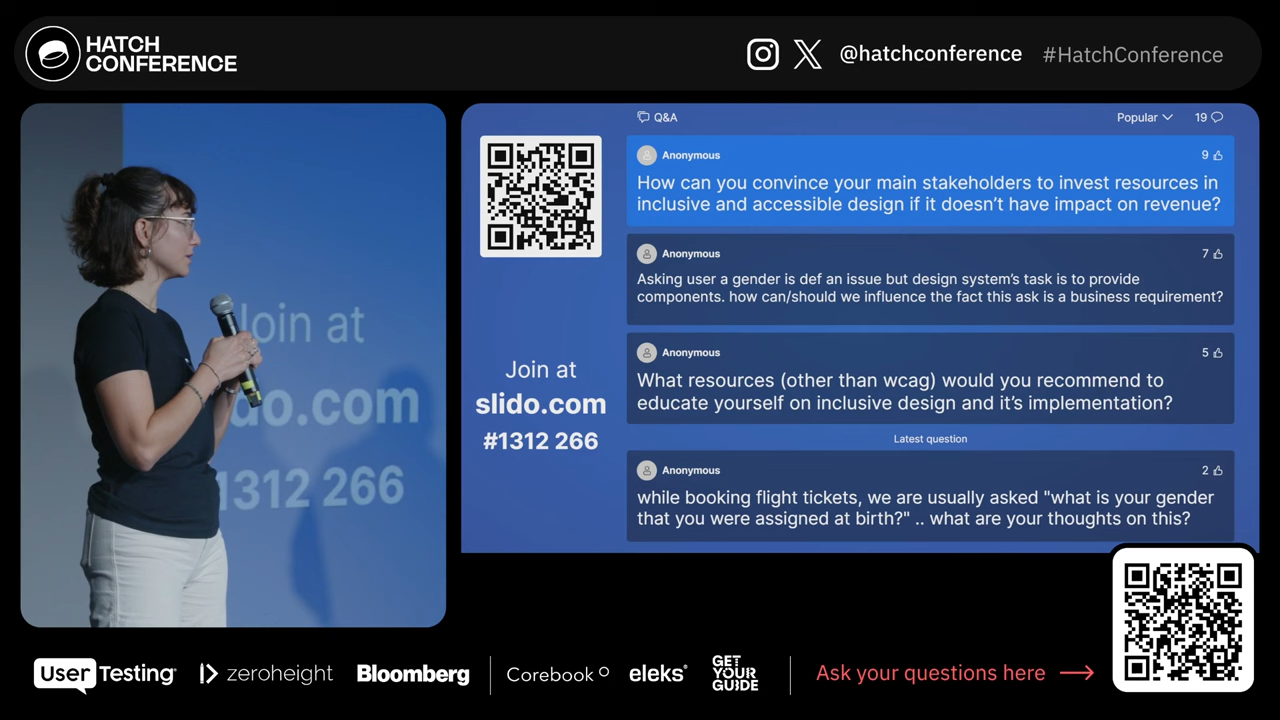 HATCH
CONFERENCE
@hatchconference #HatchConference
Join at
do.com
1312 266
Q&A
Popular
19
Anonymous
9
How can you convince your main stakeholders to invest resources in
inclusive and accessible design if it doesn't have impact on revenue?
Anonymous
7
Asking user a gender is def an issue but design system's task is to provide
components. how can/should we influence the fact this ask is a business requirement?
Join at
slido.com
#1312 266
Anonymous
5
What resources (other than wcag) would you recommend to
educate yourself on inclusive design and it's implementation?
Latest question
Anonymous
2
while booking flight tickets, we are usually asked "what is your gender
that you were assigned at birth?" .. what are your thoughts on this?
UserTesting
zeroheight
Bloomberg
Corebook
eleks
GET
YOUR
GUIDE
Ask your questions here